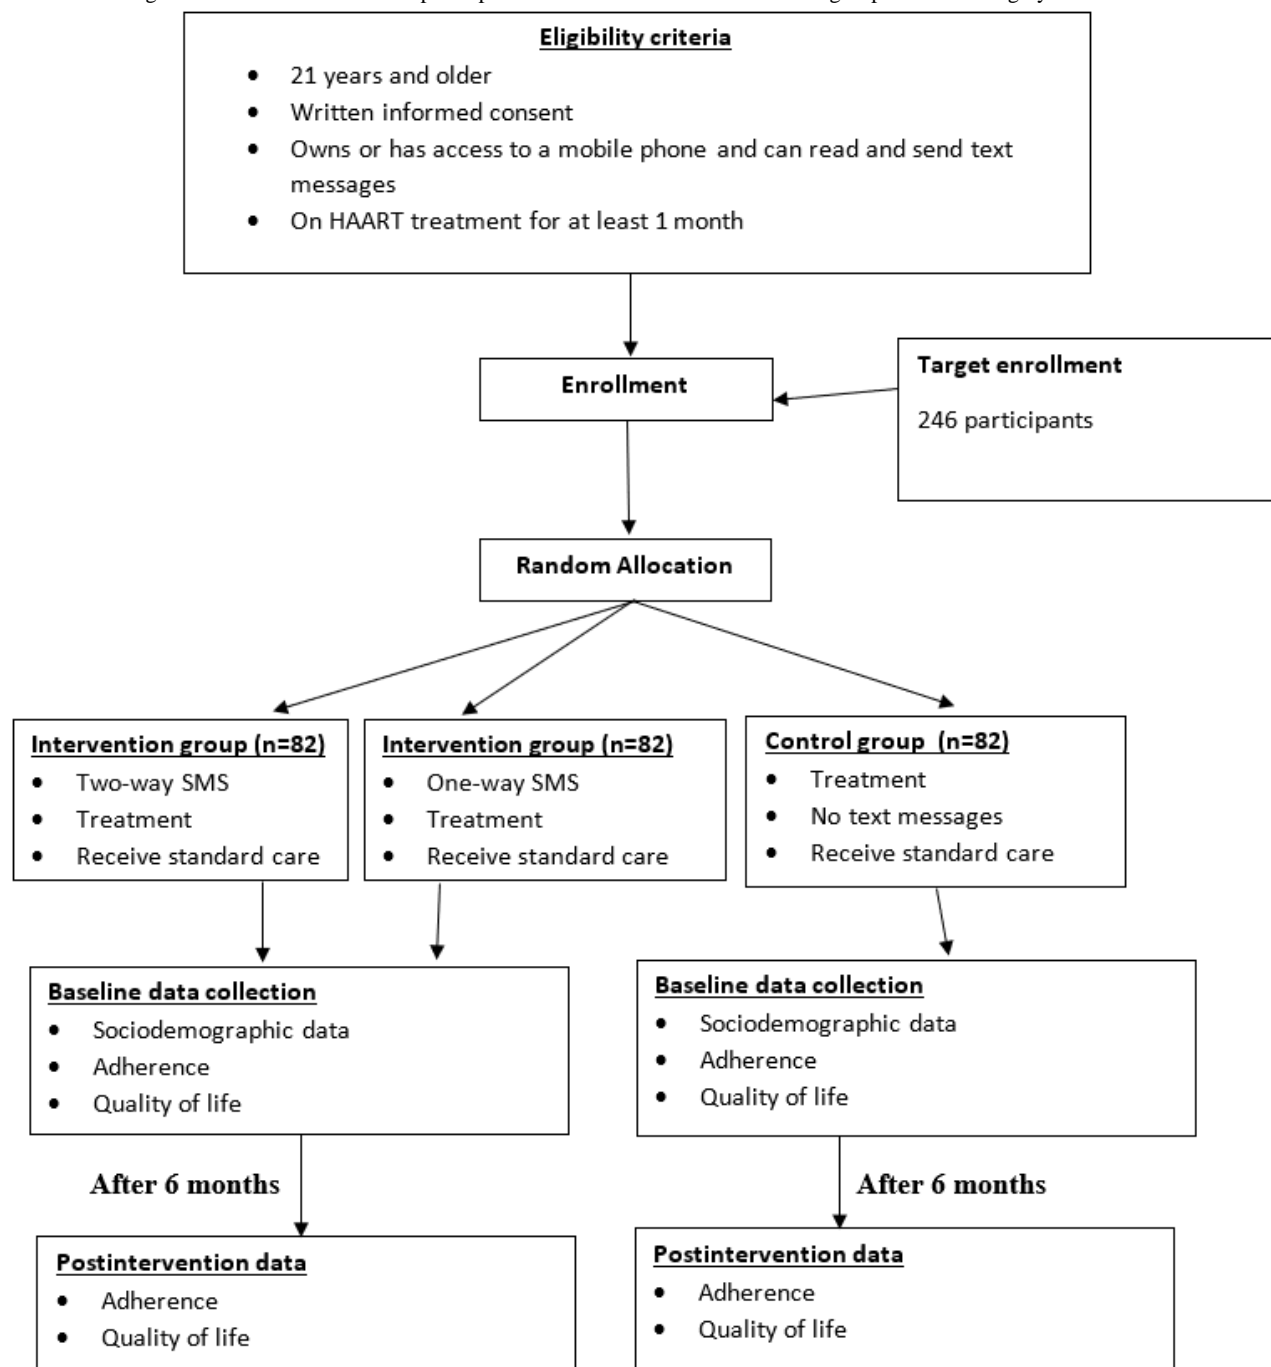 Eligibility criteria
• 21 years and older
• Written informed consent
• Owns or has access to a mobile phone and can read and send text
messages
• On HAART treatment for at least 1 month
Enrollment
Target enrollment
246 participants
Random Allocation
Intervention group (n=82)
• Two-way SMS
• Treatment
• Receive standard care
Intervention group (n=82)
• One-way SMS
• Treatment
• Receive standard care
Control group (n=82)
• Treatment
• No text messages
• Receive standard care
Baseline data collection
• Sociodemographic data
• Adherence
• Quality of life
Baseline data collection
• Sociodemographic data
• Adherence
• Quality of life
After 6 months
After 6 months
Postintervention data
• Adherence
• Quality of life
Postintervention data
• Adherence
• Quality of life